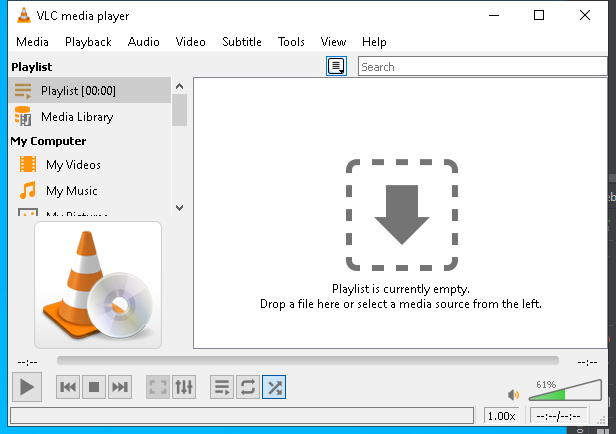 VLC media player
Media Playback Audio Video Subtitle Tools View Help
Playlist
Search
Playlist [00:00]
Media Library
My Computer
My Videos
My Music
My Pictures
Playlist is currently empty.
Drop a file here or select a media source from the left.
--:-- --:--
61%
1.00x --:--/--:--